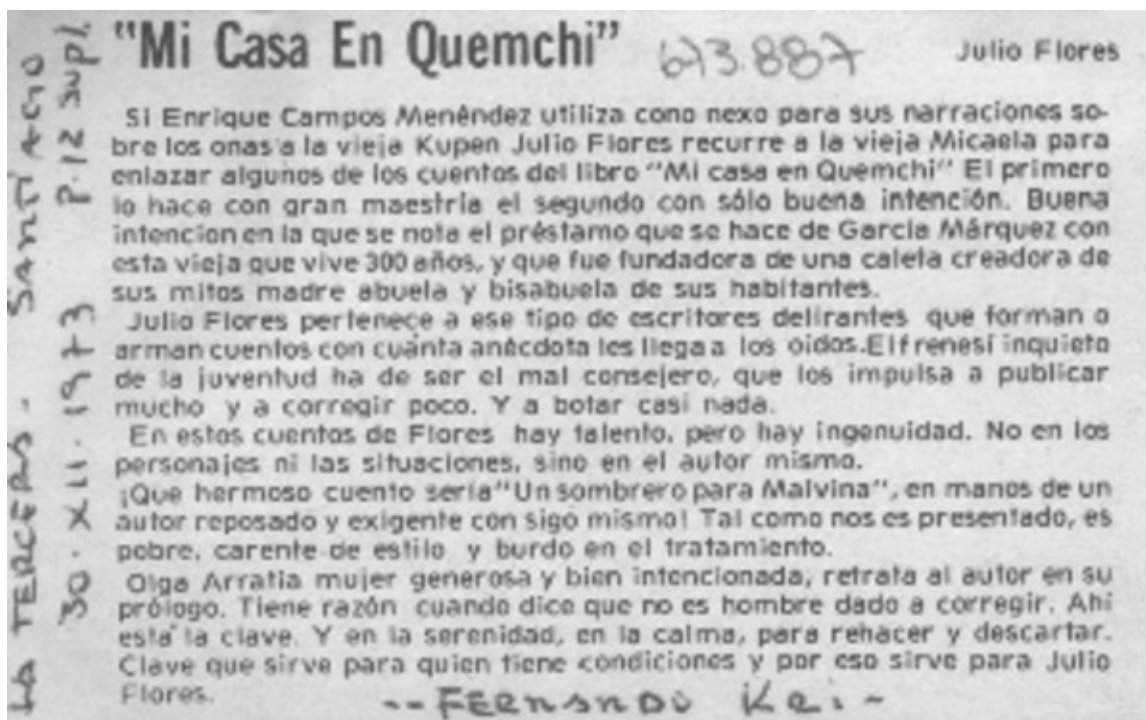 "Mi Casa En Quemchi"
673.887
Julio Flores
Si Enrique Campos Menéndez utiliza cono nexo para sus narraciones so-
bre los onas a la vieja Kupen Julio Flores recurre a la vieja Micaela para
enlazar algunos de los cuentos del libro "Mi casa en Quemchi" El primero
lo hace con gran maestria el segundo con sólo buena intención. Buena
intencion en la que se nota el préstamo que se hace de García Márquez con
esta vieja que vive 300 años, y que fue fundadora de una caleta creadora de
sus mitos madre abuela y bisabuela de sus habitantes.
Julio Flores pertenece a ese tipo de escritores delirantes que forman o
arman cuentos con cuánta anécdota les llega a los oidos. El frenesí inquieto
de la juventud ha de ser el mal consejero, que los impulsa a publicar
mucho y a corregir poco. Y a botar casi nada.
En estos cuentos de Flores hay talento, pero hay ingenuidad. No en los
personajes ni las situaciones, sino en el autor mismo.
¡Que hermoso cuento sería "Un sombrero para Malvina", en manos de un
autor reposado y exigente con sigo mismo! Tal como nos es presentado, es
pobre, carente de estilo y burdo en el tratamiento.
Olga Arratia mujer generosa y bien intencionada, retrata al autor en su
prólogo. Tiene razón cuando dice que no es hombre dado a corregir. Ahí
esta la clave. Y en la serenidad, en la calma, para rehacer y descartar.
Clave que sirve para quien tiene condiciones y por eso sirve para Julio
Flores.
-- FERNANDO
LA TERCERA. SANTIAGO
30. XII. 1973 P. 12 Supl.